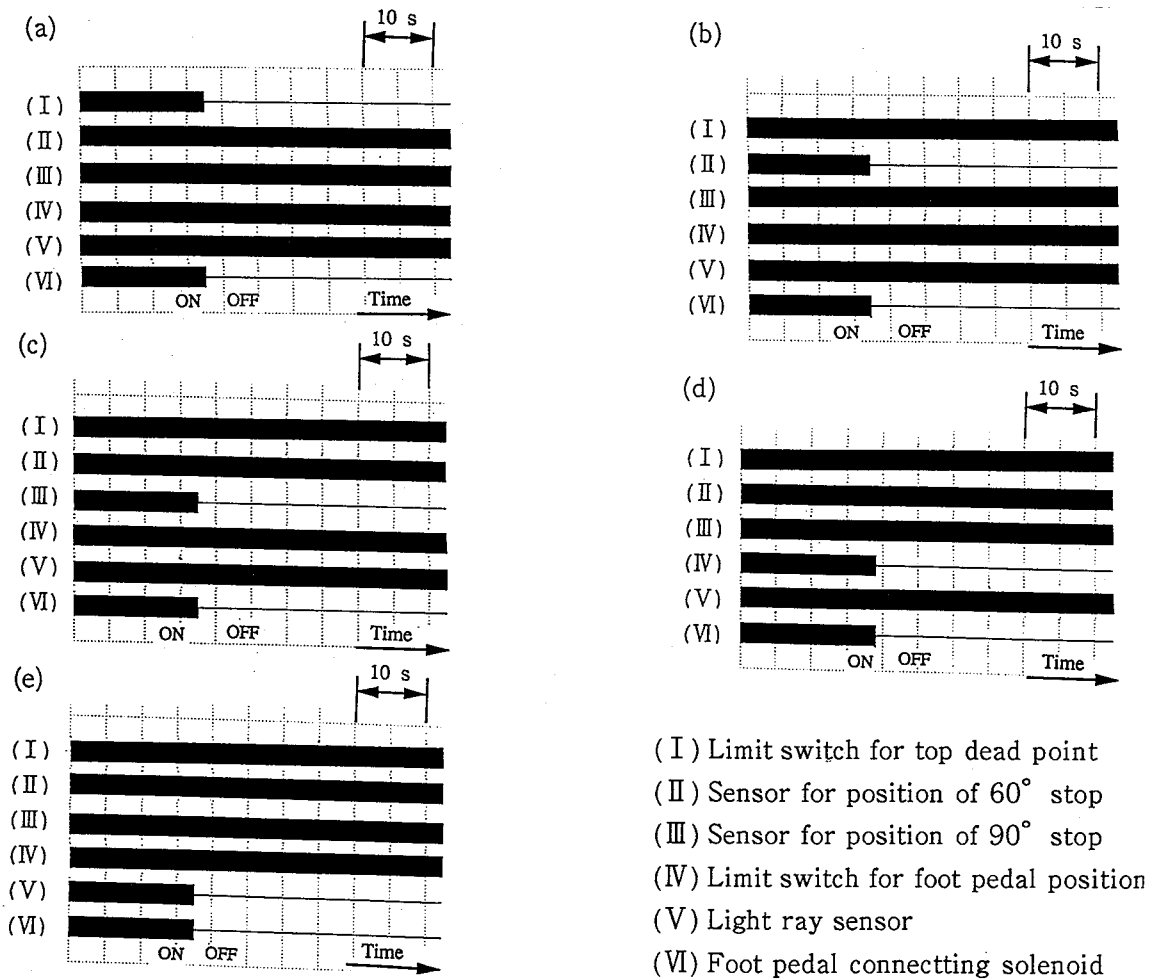 (a)
10 s
(I)
(II)
(III)
(IV)
(V)
(VI)
ON OFF Time
(b)
10 s
(I)
(II)
(III)
(IV)
(V)
(VI)
ON OFF Time
(c)
10 s
(I)
(II)
(III)
(IV)
(V)
(VI)
ON OFF Time
(d)
10 s
(I)
(II)
(III)
(IV)
(V)
(VI)
ON OFF Time
(e)
10 s
(I)
(II)
(III)
(IV)
(V)
(VI)
ON OFF Time
(I) Limit switch for top dead point
(II) Sensor for position of 60° stop
(III) Sensor for position of 90° stop
(IV) Limit switch for foot pedal position
(V) Light ray sensor
(VI) Foot pedal connectting solenoid